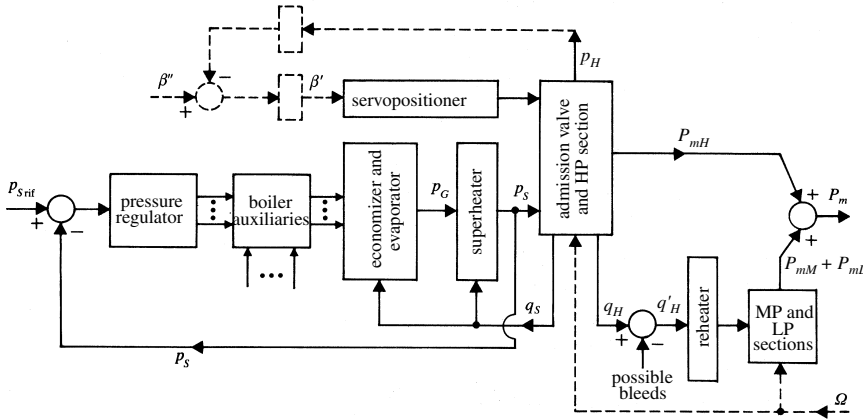 p_H
β″
−
+
β′
servopositioner
admission valve
and HP section
P_mH
p_s rif
+
−
pressure
regulator
boiler
auxiliaries
economizer and
evaporator
p_G
superheater
p_s
+
P_m
+
P_mM + P_mL
q_s
q_H
q'_H
+
−
reheater
MP and
LP
sections
possible
bleeds
p_s
Ω